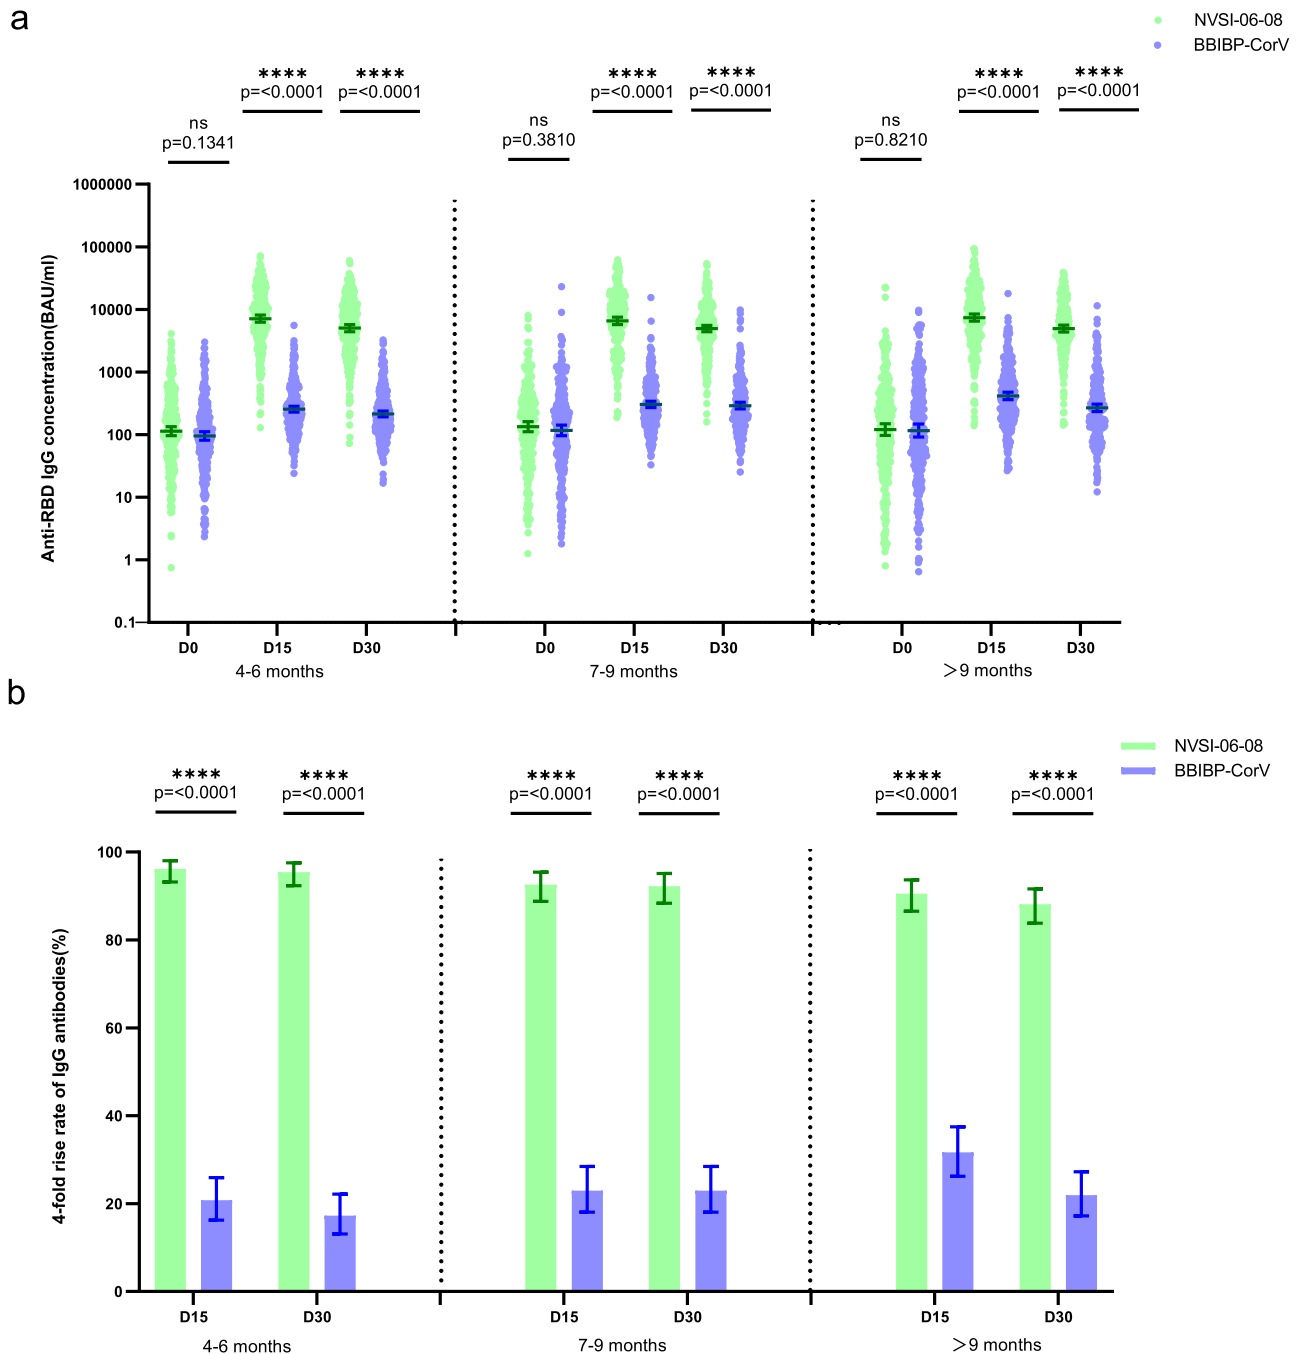 a
NVSI-06-08
BBIBP-CorV
**** **** **** **** **** ****
p=<0.0001 p=<0.0001 p=<0.0001 p=<0.0001 p=<0.0001 p=<0.0001
ns ns ns
p=0.1341 p=0.3810 p=0.8210
Anti-RBD IgG concentration(BAU/ml)
1000000
100000
10000
1000
100
10
1
0.1
D0 D15 D30 D0 D15 D30 D0 D15 D30
4-6 months 7-9 months >9 months
b
NVSI-06-08
BBIBP-CorV
**** **** **** **** **** ****
p=<0.0001 p=<0.0001 p=<0.0001 p=<0.0001 p=<0.0001 p=<0.0001
4-fold rise rate of IgG antibodies(%)
100
80
60
40
20
0
D15 D30 D15 D30 D15 D30
4-6 months 7-9 months >9 months